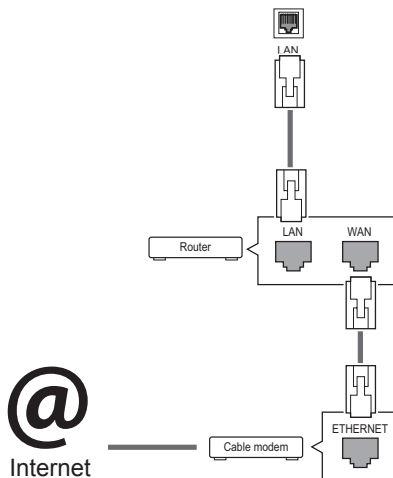 LAN
LAN WAN
Router
ETHERNET
Cable modem
@
Internet